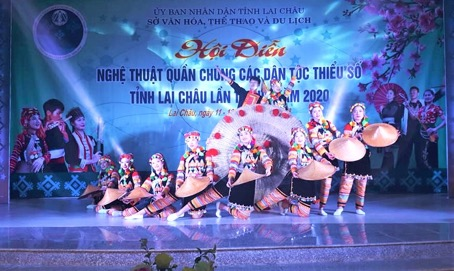 ỦY BAN NHÂN DÂN TỈNH LAI CHÂU
SỞ VĂN HÓA, THỂ THAO VÀ DU LỊCH
Hội Diễn
NGHỆ THUẬT QUẦN CHÚNG CÁC DÂN TỘC THIỂU SỐ
TỈNH LAI CHÂU LẦN 2020
Lai Châu, ngày 11